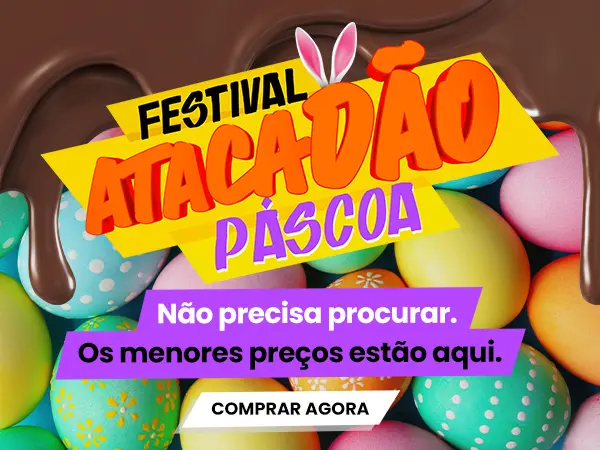 FESTIVAL
ATACADÃO
PÁSCOA
Não precisa procurar.
Os menores preços estão aqui.
COMPRAR AGORA